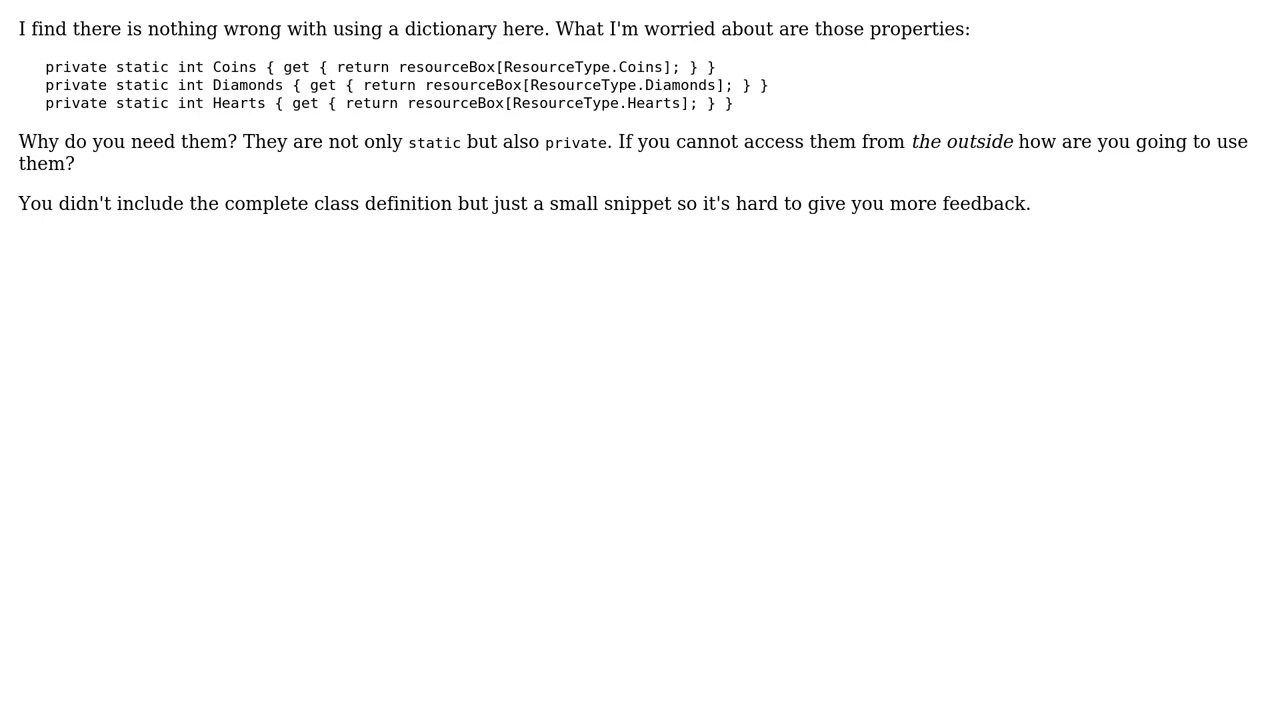 I find there is nothing wrong with using a dictionary here. What I'm worried about are those properties:
private static int Coins { get { return resourceBox[ResourceType.Coins]; } }
private static int Diamonds { get { return resourceBox[ResourceType.Diamonds]; } }
private static int Hearts { get { return resourceBox[ResourceType.Hearts]; } }
Why do you need them? They are not only static but also private. If you cannot access them from the outside how are you going to use
them?
You didn't include the complete class definition but just a small snippet so it's hard to give you more feedback.